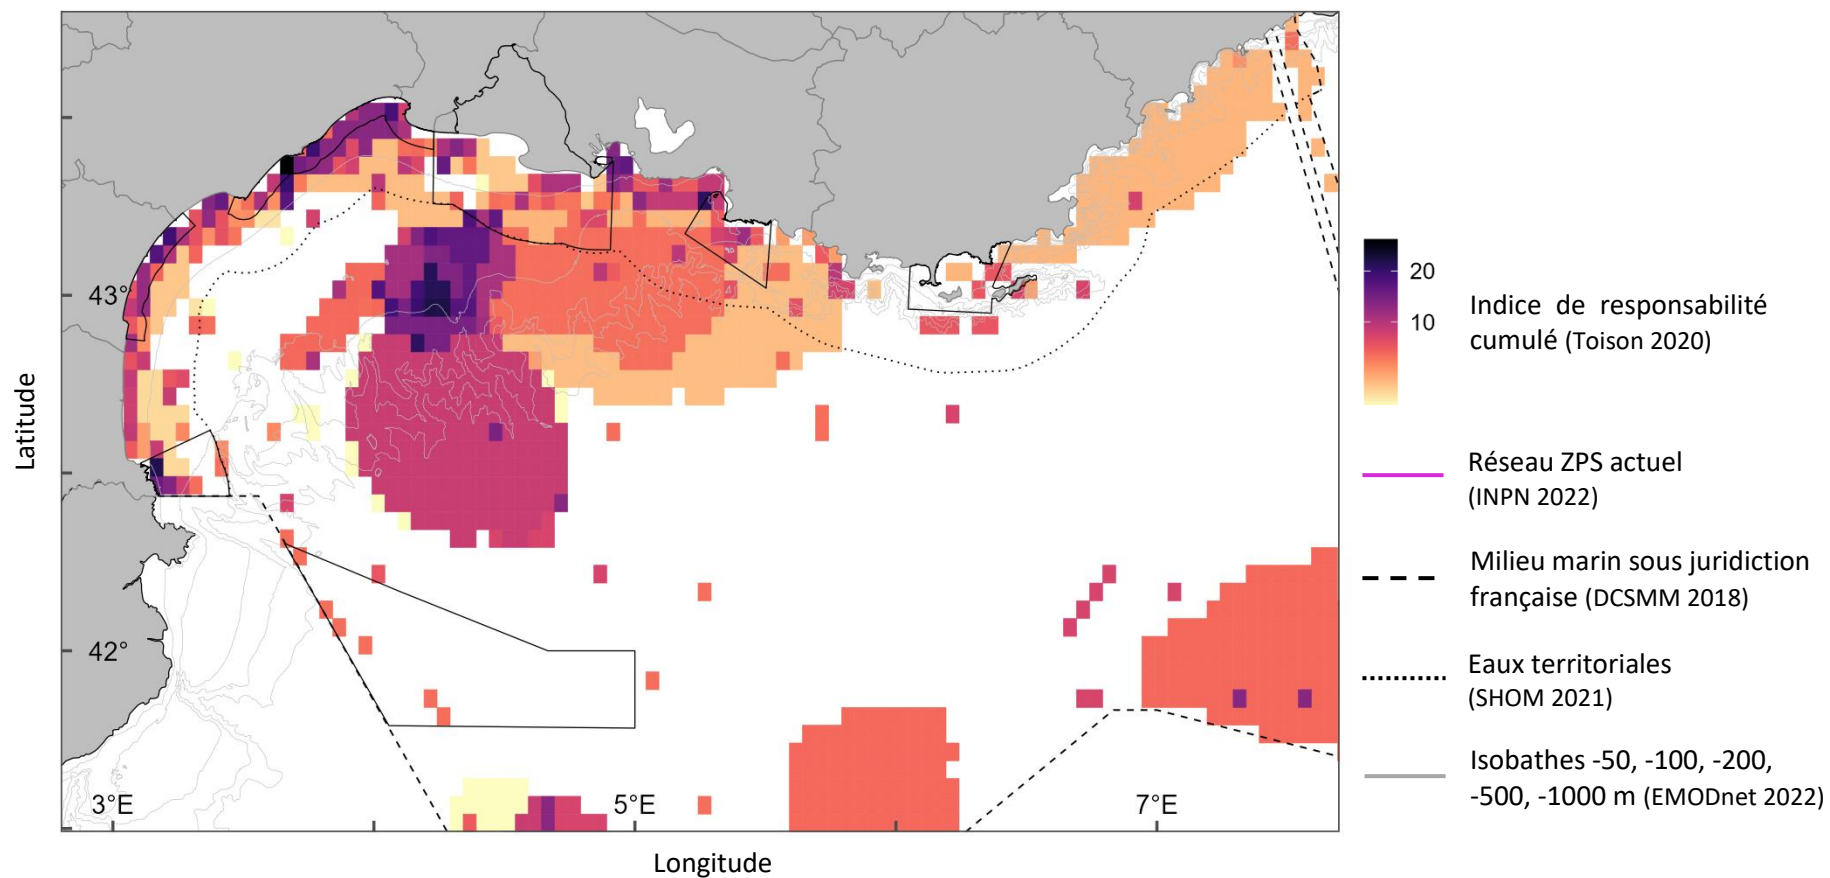 43°
42°
3°E
5°E
7°E
Latitude
Longitude
20
10
Indice de responsabilité
cumulé (Toison 2020)
Réseau ZPS actuel
(INPN 2022)
Milieu marin sous juridiction
française (DCSMM 2018)
Eaux territoriales
(SHOM 2021)
Isobathes -50, -100, -200,
-500, -1000 m (EMODnet 2022)